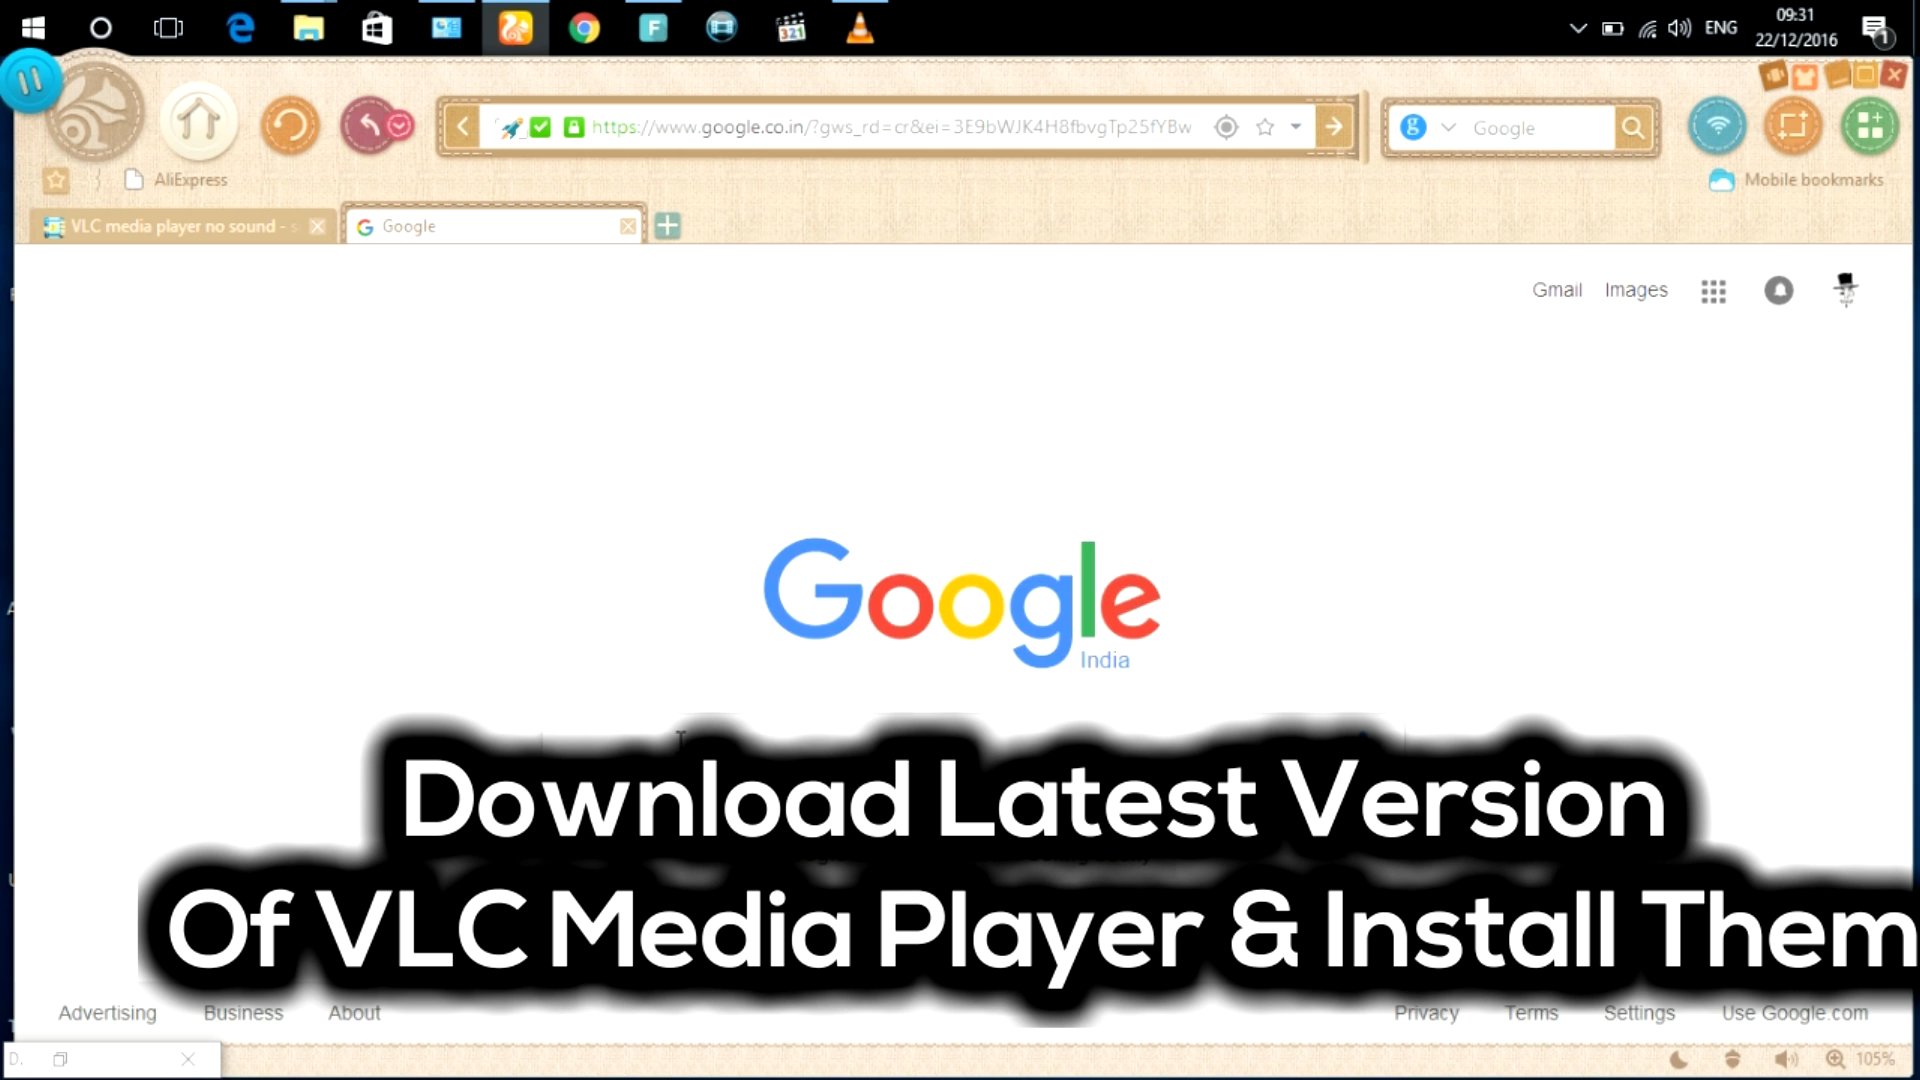 ENG
09:31
22/12/2016
1
https://www.google.co.in/?gws_rd=cr&ei=3E9bWJK4H8fbvgTp25fYBw
Google
AliExpress
Mobile bookmarks
VLC media player no sound - s
Google
Gmail
Images
Google
India
Download Latest Version
Of VLC Media Player & Install Them
Advertising
Business
About
Privacy
Terms
Settings
Use Google.com
D.
105%